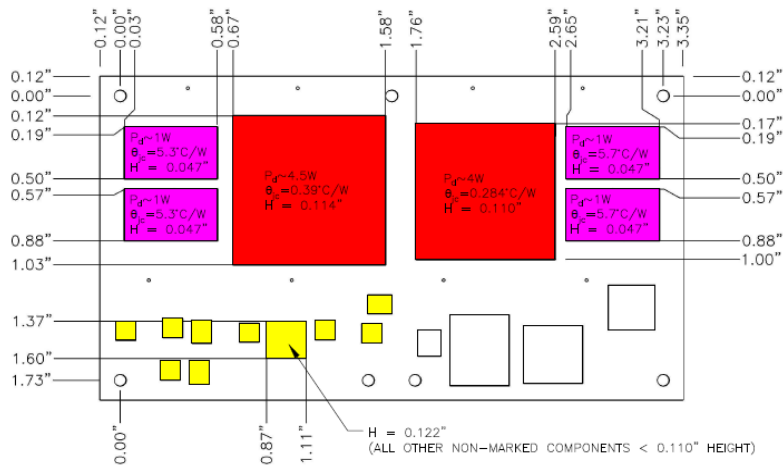 0.12"
0.00"
0.03"
0.58"
0.67"
1.58"
1.76"
2.59"
2.65"
3.21"
3.23"
3.35"
0.12"
0.00"
0.12"
0.19"
0.50"
0.57"
0.88"
1.03"
1.37"
1.60"
1.73"
0.12"
0.00"
0.17"
0.19"
0.50"
0.57"
0.88"
1.00"
Pd~1W
θjc=5.3°C/W
H = 0.047"
Pd~1W
θjc=5.3°C/W
H = 0.047"
Pd~4.5W
θjc=0.39°C/W
H = 0.114"
Pd~4W
θjc=0.284°C/W
H = 0.110"
Pd~1W
θjc=5.7°C/W
H = 0.047"
Pd~1W
θjc=5.7°C/W
H = 0.047"
0.00"
0.87"
1.11"
H = 0.122"
(ALL OTHER NON-MARKED COMPONENTS < 0.110" HEIGHT)